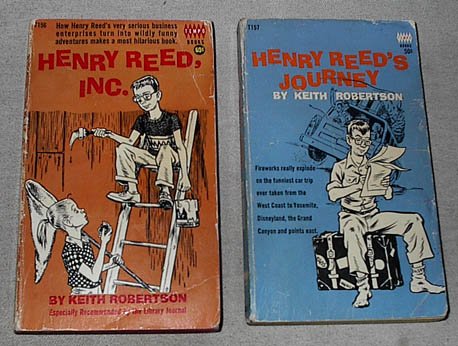 T156
How Henry Reed's very serious business
enterprises turn into wildly funny
adventures makes a most hilarious book.
TEMPO
BOOKS
60¢
HENRY REED,
INC.
BY KEITH ROBERTSON
Especially Recommended by the Library Journal
T157
BOOKS
50¢
HENRY REED'S
JOURNEY
BY KEITH ROBERTSON
Fireworks really explode
on the funniest car trip
ever taken from the
West Coast to Yosemite,
Disneyland, the Grand
Canyon and points east.